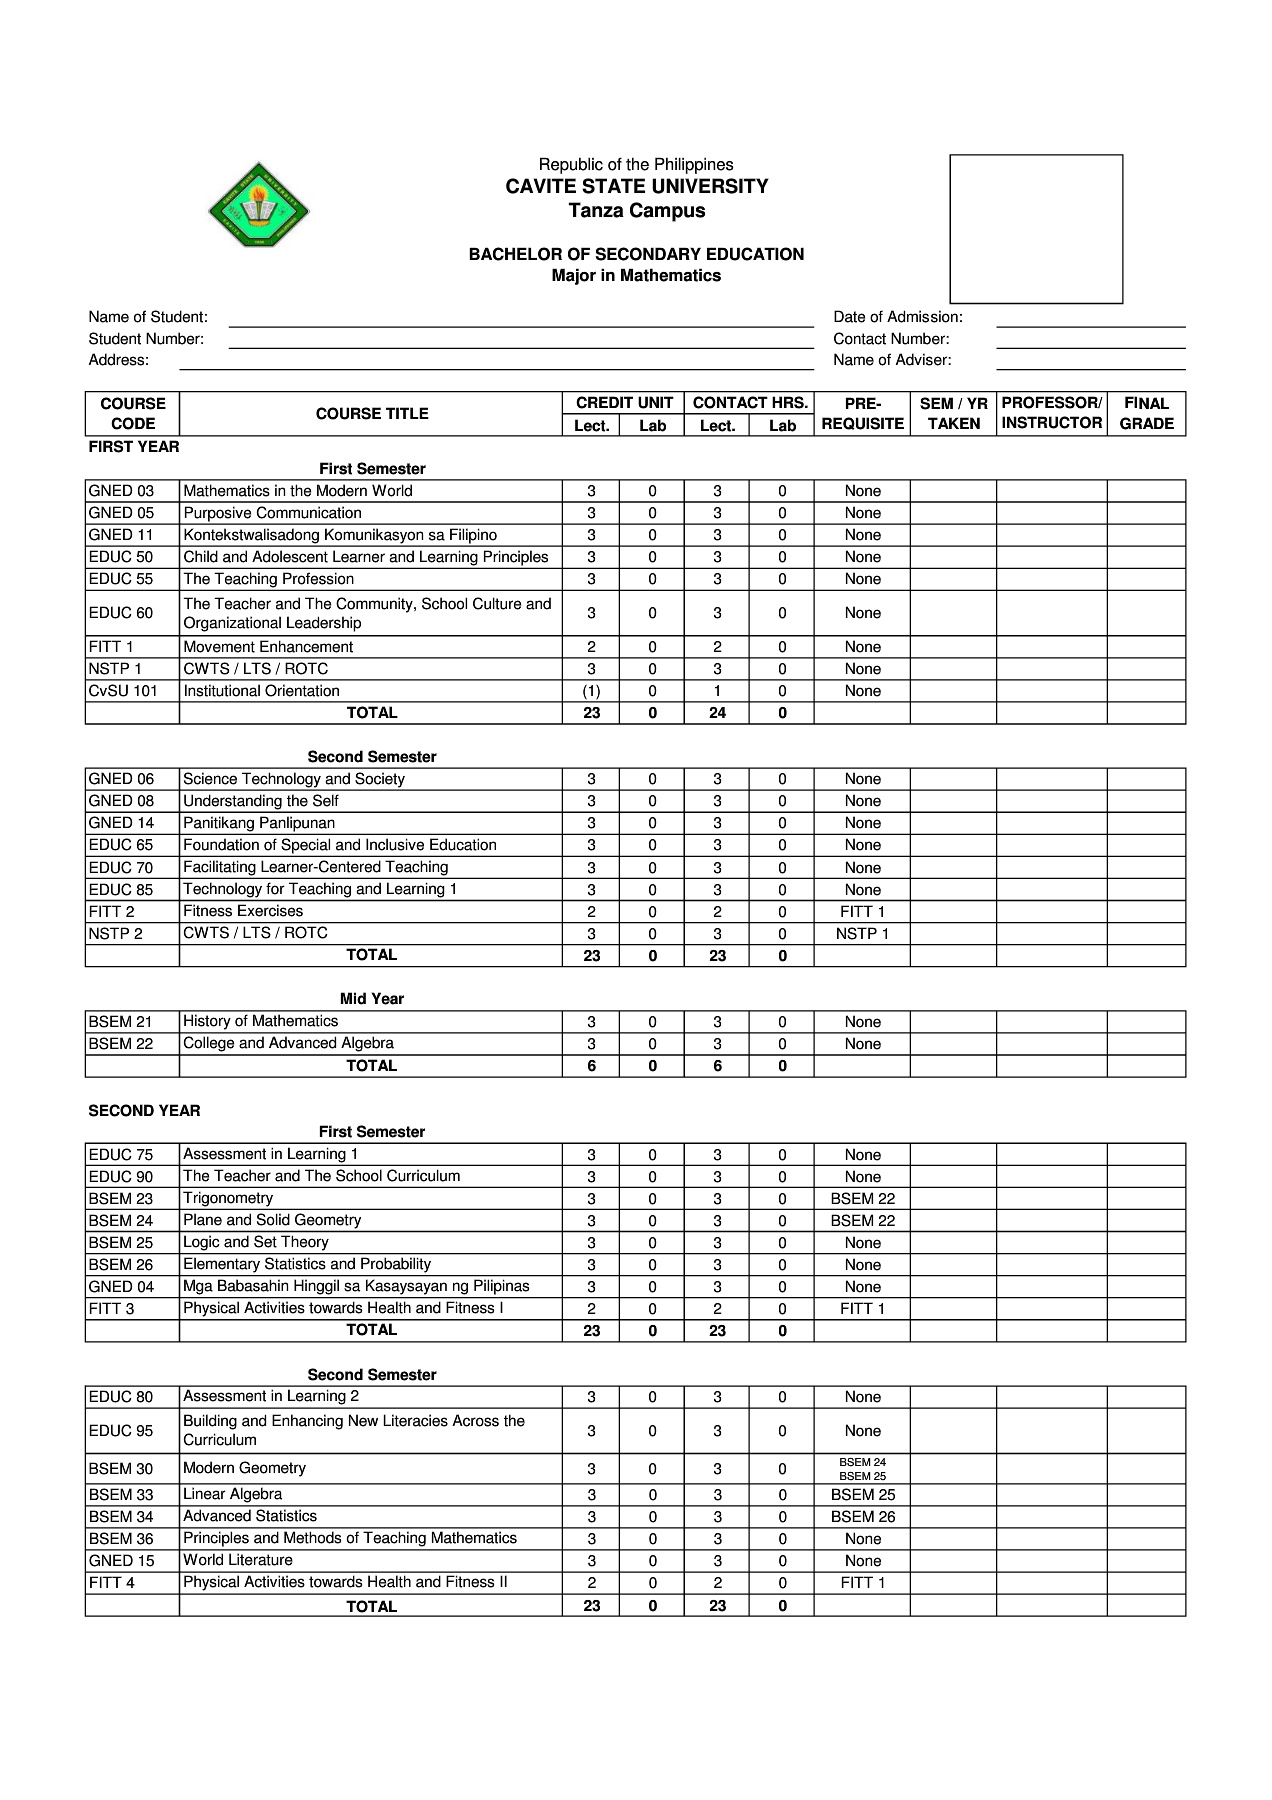 Republic of the Philippines
CAVITE STATE UNIVERSITY
Tanza Campus
BACHELOR OF SECONDARY EDUCATION
Major in Mathematics
Name of Student: Date of Admission:
Student Number: Contact Number:
Address: Name of Adviser:
COURSE CODE COURSE TITLE CREDIT UNIT CONTACT HRS. PRE-REQUISITE SEM / YR TAKEN PROFESSOR/ INSTRUCTOR FINAL GRADE
Lect. Lab Lect. Lab
FIRST YEAR
First Semester
GNED 03 Mathematics in the Modern World 3 0 3 0 None
GNED 05 Purposive Communication 3 0 3 0 None
GNED 11 Kontekstwalisadong Komunikasyon sa Filipino 3 0 3 0 None
EDUC 50 Child and Adolescent Learner and Learning Principles 3 0 3 0 None
EDUC 55 The Teaching Profession 3 0 3 0 None
EDUC 60 The Teacher and The Community, School Culture and Organizational Leadership 3 0 3 0 None
FITT 1 Movement Enhancement 2 0 2 0 None
NSTP 1 CWTS / LTS / ROTC 3 0 3 0 None
CvSU 101 Institutional Orientation (1) 0 1 0 None
TOTAL 23 0 24 0
Second Semester
GNED 06 Science Technology and Society 3 0 3 0 None
GNED 08 Understanding the Self 3 0 3 0 None
GNED 14 Panitikang Panlipunan 3 0 3 0 None
EDUC 65 Foundation of Special and Inclusive Education 3 0 3 0 None
EDUC 70 Facilitating Learner-Centered Teaching 3 0 3 0 None
EDUC 85 Technology for Teaching and Learning 1 3 0 3 0 None
FITT 2 Fitness Exercises 2 0 2 0 FITT 1
NSTP 2 CWTS / LTS / ROTC 3 0 3 0 NSTP 1
TOTAL 23 0 23 0
Mid Year
BSEM 21 History of Mathematics 3 0 3 0 None
BSEM 22 College and Advanced Algebra 3 0 3 0 None
TOTAL 6 0 6 0
SECOND YEAR
First Semester
EDUC 75 Assessment in Learning 1 3 0 3 0 None
EDUC 90 The Teacher and The School Curriculum 3 0 3 0 None
BSEM 23 Trigonometry 3 0 3 0 BSEM 22
BSEM 24 Plane and Solid Geometry 3 0 3 0 BSEM 22
BSEM 25 Logic and Set Theory 3 0 3 0 None
BSEM 26 Elementary Statistics and Probability 3 0 3 0 None
GNED 04 Mga Babasahin Hinggil sa Kasaysayan ng Pilipinas 3 0 3 0 None
FITT 3 Physical Activities towards Health and Fitness I 2 0 2 0 FITT 1
TOTAL 23 0 23 0
Second Semester
EDUC 80 Assessment in Learning 2 3 0 3 0 None
EDUC 95 Building and Enhancing New Literacies Across the Curriculum 3 0 3 0 None
BSEM 30 Modern Geometry 3 0 3 0 BSEM 24 BSEM 25
BSEM 33 Linear Algebra 3 0 3 0 BSEM 25
BSEM 34 Advanced Statistics 3 0 3 0 BSEM 26
BSEM 36 Principles and Methods of Teaching Mathematics 3 0 3 0 None
GNED 15 World Literature 3 0 3 0 None
FITT 4 Physical Activities towards Health and Fitness II 2 0 2 0 FITT 1
TOTAL 23 0 23 0